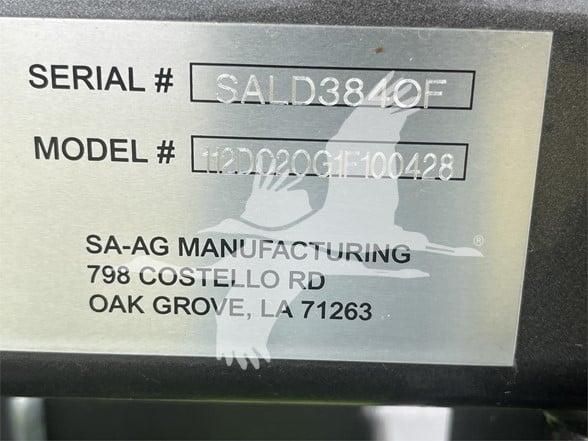 SERIAL # SALD3840F
MODEL # 112D020G1F100428
SA-AG MANUFACTURING
798 COSTELLO RD
OAK GROVE, LA 71263
®